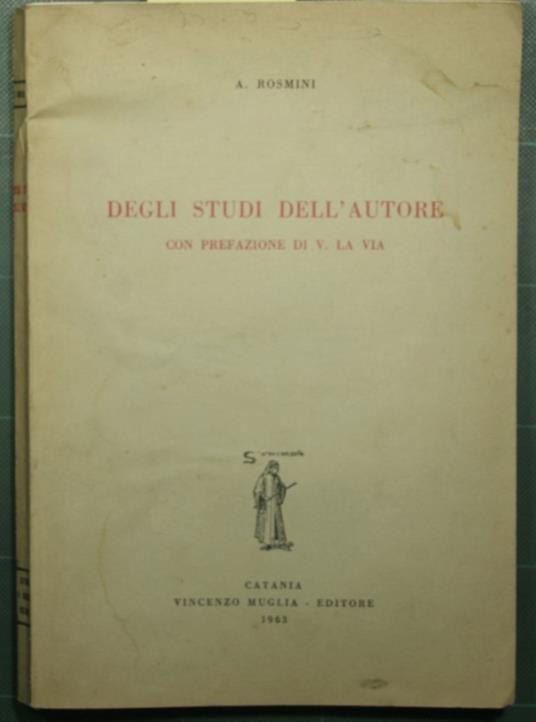 A. ROSMINI
DEGLI STUDI DELL'AUTORE
CON PREFAZIONE DI V. LA VIA
CATANIA
VINCENZO MUGLIA - EDITORE
1963